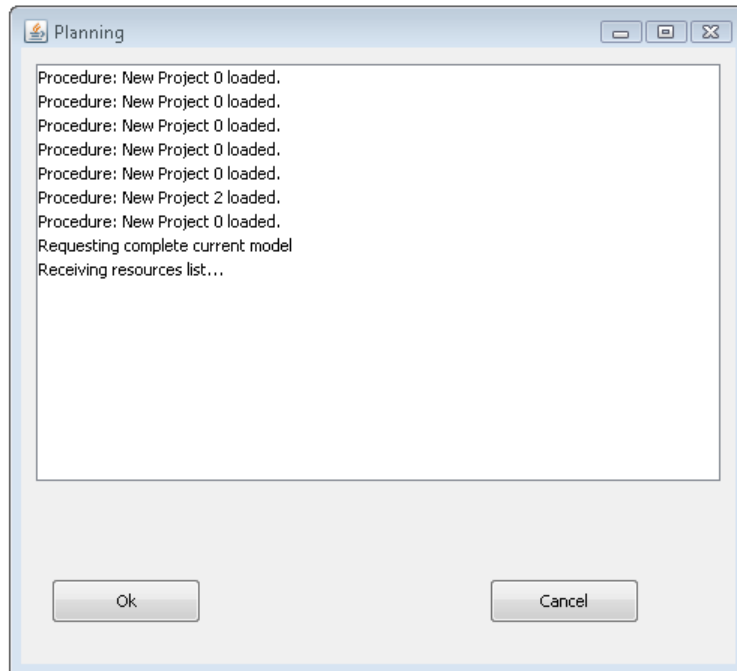 Planning
Procedure: New Project 0 loaded.
Procedure: New Project 0 loaded.
Procedure: New Project 0 loaded.
Procedure: New Project 0 loaded.
Procedure: New Project 0 loaded.
Procedure: New Project 2 loaded.
Procedure: New Project 0 loaded.
Requesting complete current model
Receiving resources list...
Ok
Cancel